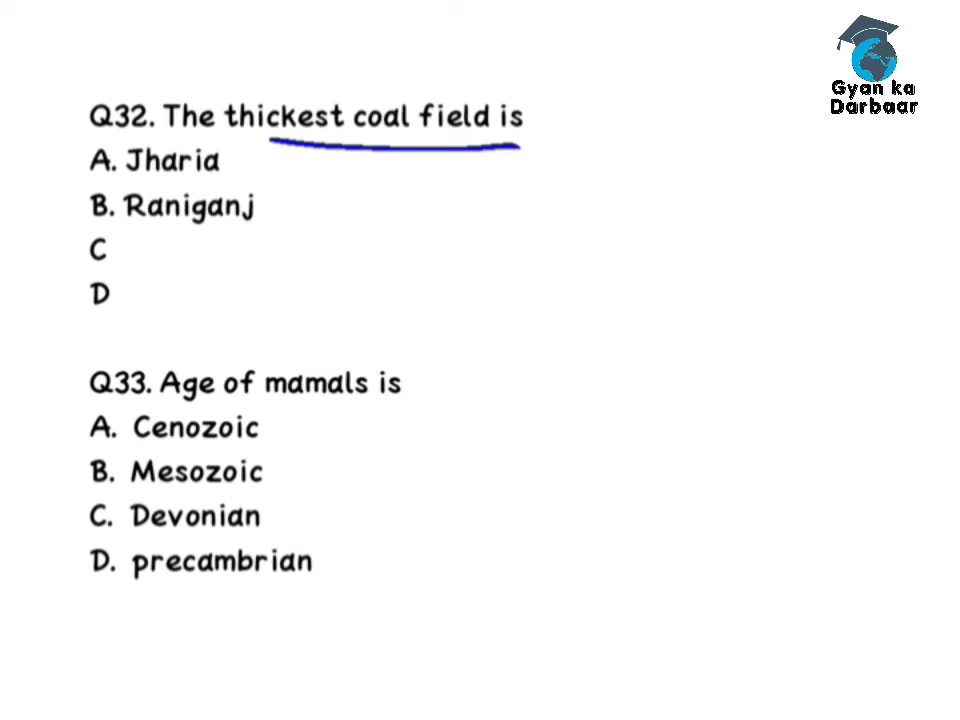 Gyan ka
Darbaar
Q32. The thickest coal field is
A. Jharia
B. Raniganj
C
D
Q33. Age of mamals is
A. Cenozoic
B. Mesozoic
C. Devonian
D. precambrian